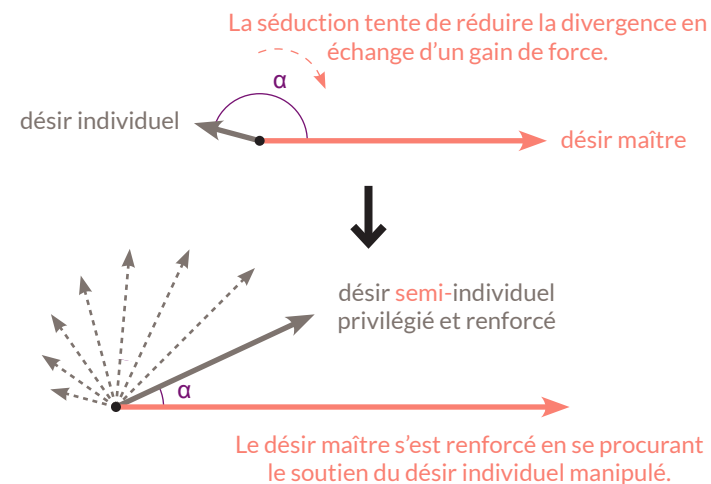 La séduction tente de réduire la divergence en
échange d’un gain de force.
α
désir individuel
désir maître
désir semi-individuel
privilégié et renforcé
α
Le désir maître s’est renforcé en se procurant
le soutien du désir individuel manipulé.